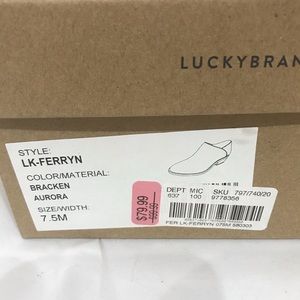 LUCKYBRAN
STYLE:
LK-FERRYN
COLOR/MATERIAL:
BRACKEN
AURORA
SIZE/WIDTH:
7.5M
$79.99
DEPT MIC SKU 797/740/20
637 100 9778356
FER LK-FERRYN 075M 580303